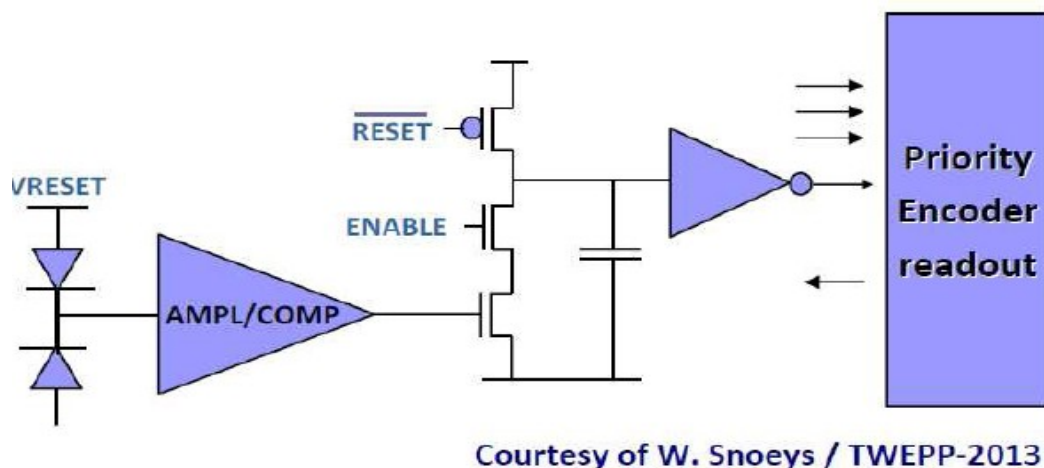 RESET
VRESET
ENABLE
AMPL/COMP
Priority
Encoder
readout
Courtesy of W. Snoeys / TWEPP-2013